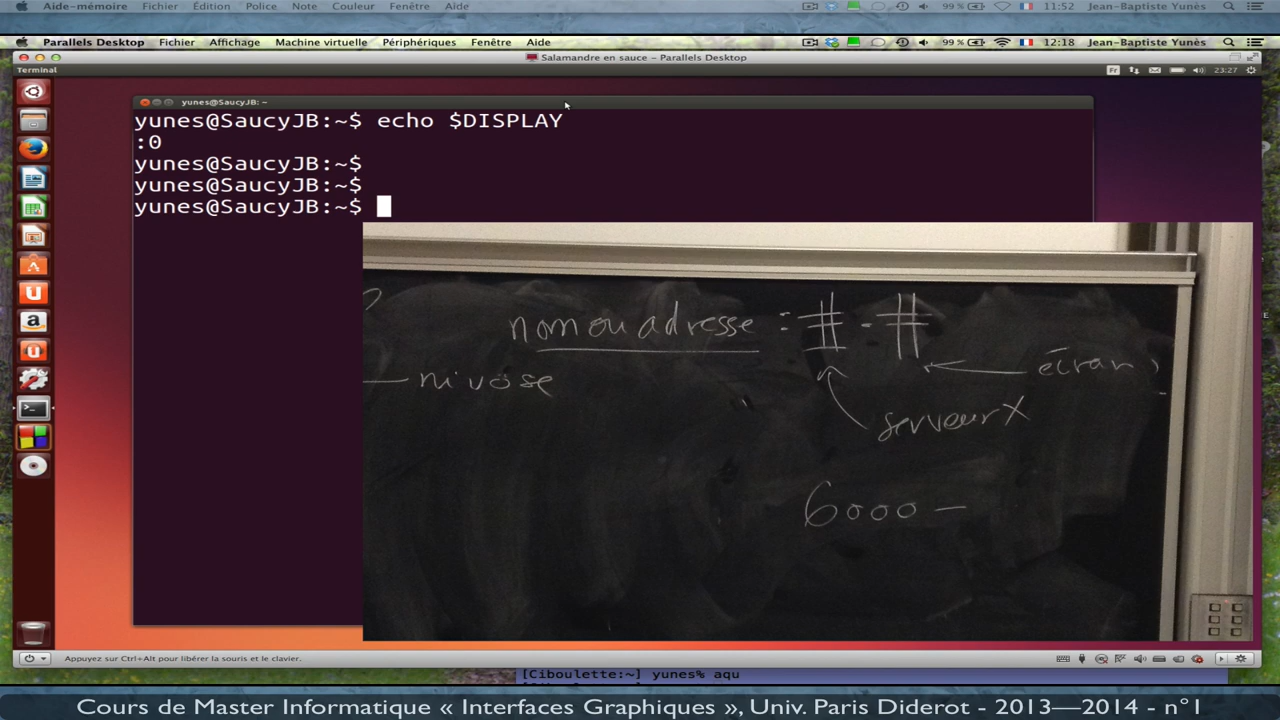 Aide-mémoire Fichier Édition Police Note Couleur Fenêtre Aide 99 % 11:52 Jean-Baptiste Yunès
Parallels Desktop Fichier Affichage Machine virtuelle Périphériques Fenêtre Aide 99 % 12:18 Jean-Baptiste Yunès
Salamandre en sauce – Parallels Desktop
Terminal Fr 23:27
yunes@SaucyJB: ~
yunes@SaucyJB:~$ echo $DISPLAY
:0
yunes@SaucyJB:~$
yunes@SaucyJB:~$
yunes@SaucyJB:~$
nom ou adresse :#.#
— nivose
écran
serveur X
6000 —
Appuyez sur Ctrl+Alt pour libérer la souris et le clavier.
[Ciboulette:~] yunes% aqu
Cours de Master Informatique « Interfaces Graphiques », Univ. Paris Diderot - 2013—2014 - n°1